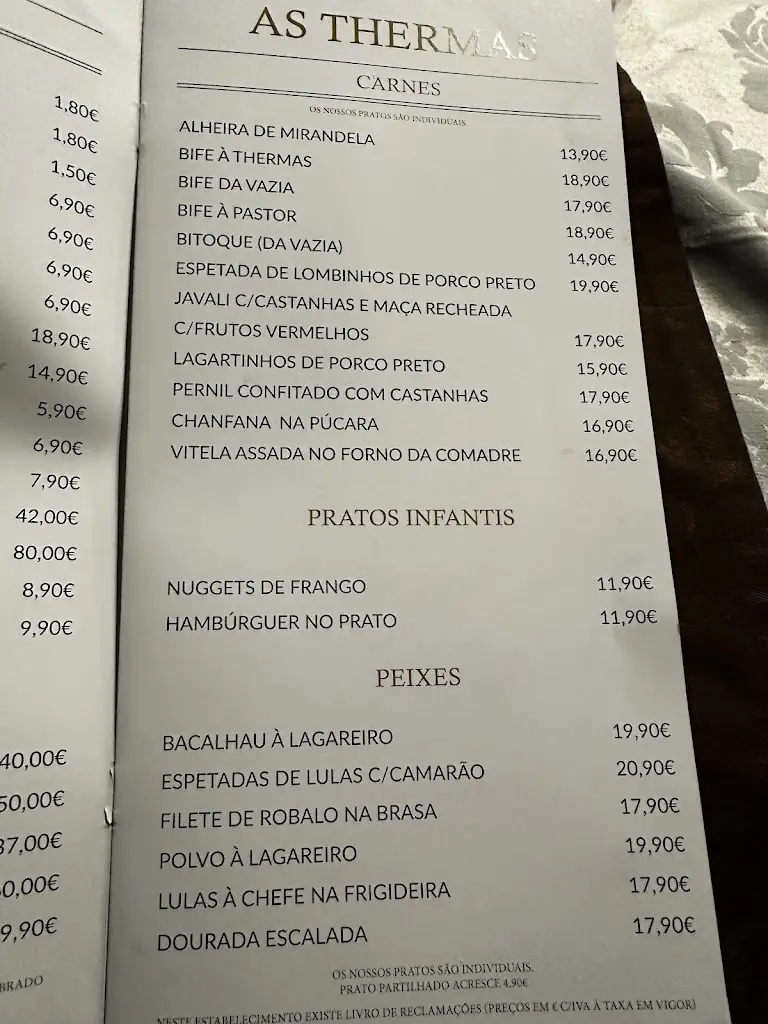 1,80€
1,80€
1,50€
6,90€
6,90€
6,90€
6,90€
18,90€
14,90€
5,90€
6,90€
7,90€
42,00€
80,00€
8,90€
9,90€
40,00€
50,00€
37,00€
0,00€
9,90€
BRADO
AS THERMAS
CARNES
OS NOSSOS PRATOS SÃO INDIVIDUAIS.
ALHEIRA DE MIRANDELA 13,90€
BIFE À THERMAS 18,90€
BIFE DA VAZIA 17,90€
BIFE À PASTOR 18,90€
BITOQUE (DA VAZIA) 14,90€
ESPETADA DE LOMBINHOS DE PORCO PRETO 19,90€
JAVALI C/CASTANHAS E MAÇA RECHEADA
C/FRUTOS VERMELHOS 17,90€
LAGARTINHOS DE PORCO PRETO 15,90€
PERNIL CONFITADO COM CASTANHAS 17,90€
CHANFANA NA PÚCARA 16,90€
VITELA ASSADA NO FORNO DA COMADRE 16,90€
PRATOS INFANTIS
NUGGETS DE FRANGO 11,90€
HAMBÚRGUER NO PRATO 11,90€
PEIXES
BACALHAU À LAGAREIRO 19,90€
ESPETADAS DE LULAS C/CAMARÃO 20,90€
FILETE DE ROBALO NA BRASA 17,90€
POLVO À LAGAREIRO 19,90€
LULAS À CHEFE NA FRIGIDEIRA 17,90€
DOURADA ESCALADA 17,90€
OS NOSSOS PRATOS SÃO INDIVIDUAIS.
PRATO PARTILHADO ACRESCE 4,90€
NESTE ESTABELECIMENTO EXISTE LIVRO DE RECLAMAÇÕES (PREÇOS EM € C/IVA À TAXA EM VIGOR)